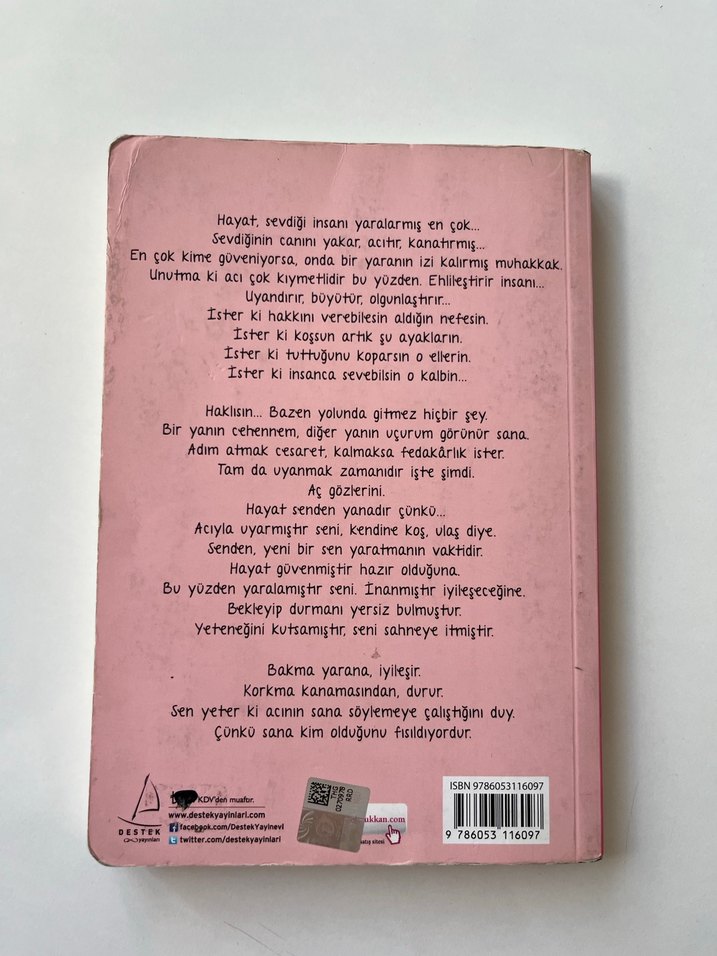 Hayat, sevdiği insanı yaralarmış en çok...
Sevdiğinin canını yakar, acıtır, kanatırmış...
En çok kime güveniyorsa, onda bir yaranın izi kalırmış muhakkak.
Unutma ki acı çok kıymetlidir bu yüzden. Ehlileştirir insanı...
Uyandırır, büyütür, olgunlaştırır...
İster ki hakkını verebilesin aldığın nefesin.
İster ki koşsun artık şu ayakların.
İster ki tuttuğunu koparsın o ellerin.
İster ki insanca sevebilsin o kalbin...
Haklısın... Bazen yolunda gitmez hiçbir şey.
Bir yanın cehennem, diğer yanın uçurum görünür sana.
Adım atmak cesaret, kalmaksa fedakârlık ister.
Tam da uyanmak zamanıdır işte şimdi.
Aç gözlerini.
Hayat senden yanadır çünkü...
Acıyla uyarmıştır seni, kendine koş, ulaş diye.
Senden, yeni bir sen yaratmanın vaktidir.
Hayat güvenmiştir hazır olduğuna.
Bu yüzden yaralamıştır seni. İnanmıştır iyileşeceğine.
Bekleyip durmanı yersiz bulmuştur.
Yeteneğini kutsamıştır, seni sahneye itmiştir.
Bakma yarana, iyileşir.
Korkma kanamasından, durur.
Sen yeter ki acının sana söylemeye çalıştığını duy.
Çünkü sana kim olduğunu fısıldıyordur.
DESTEK
yayınları
KDV'den muaftır.
www.destekyayinlari.com
facebook.com/DestekYayinevi
twitter.com/destekyayinlari
TMG
0270978
RRD
ukkan.com
satış sitesi
ISBN 9786053116097
9 786053 116097